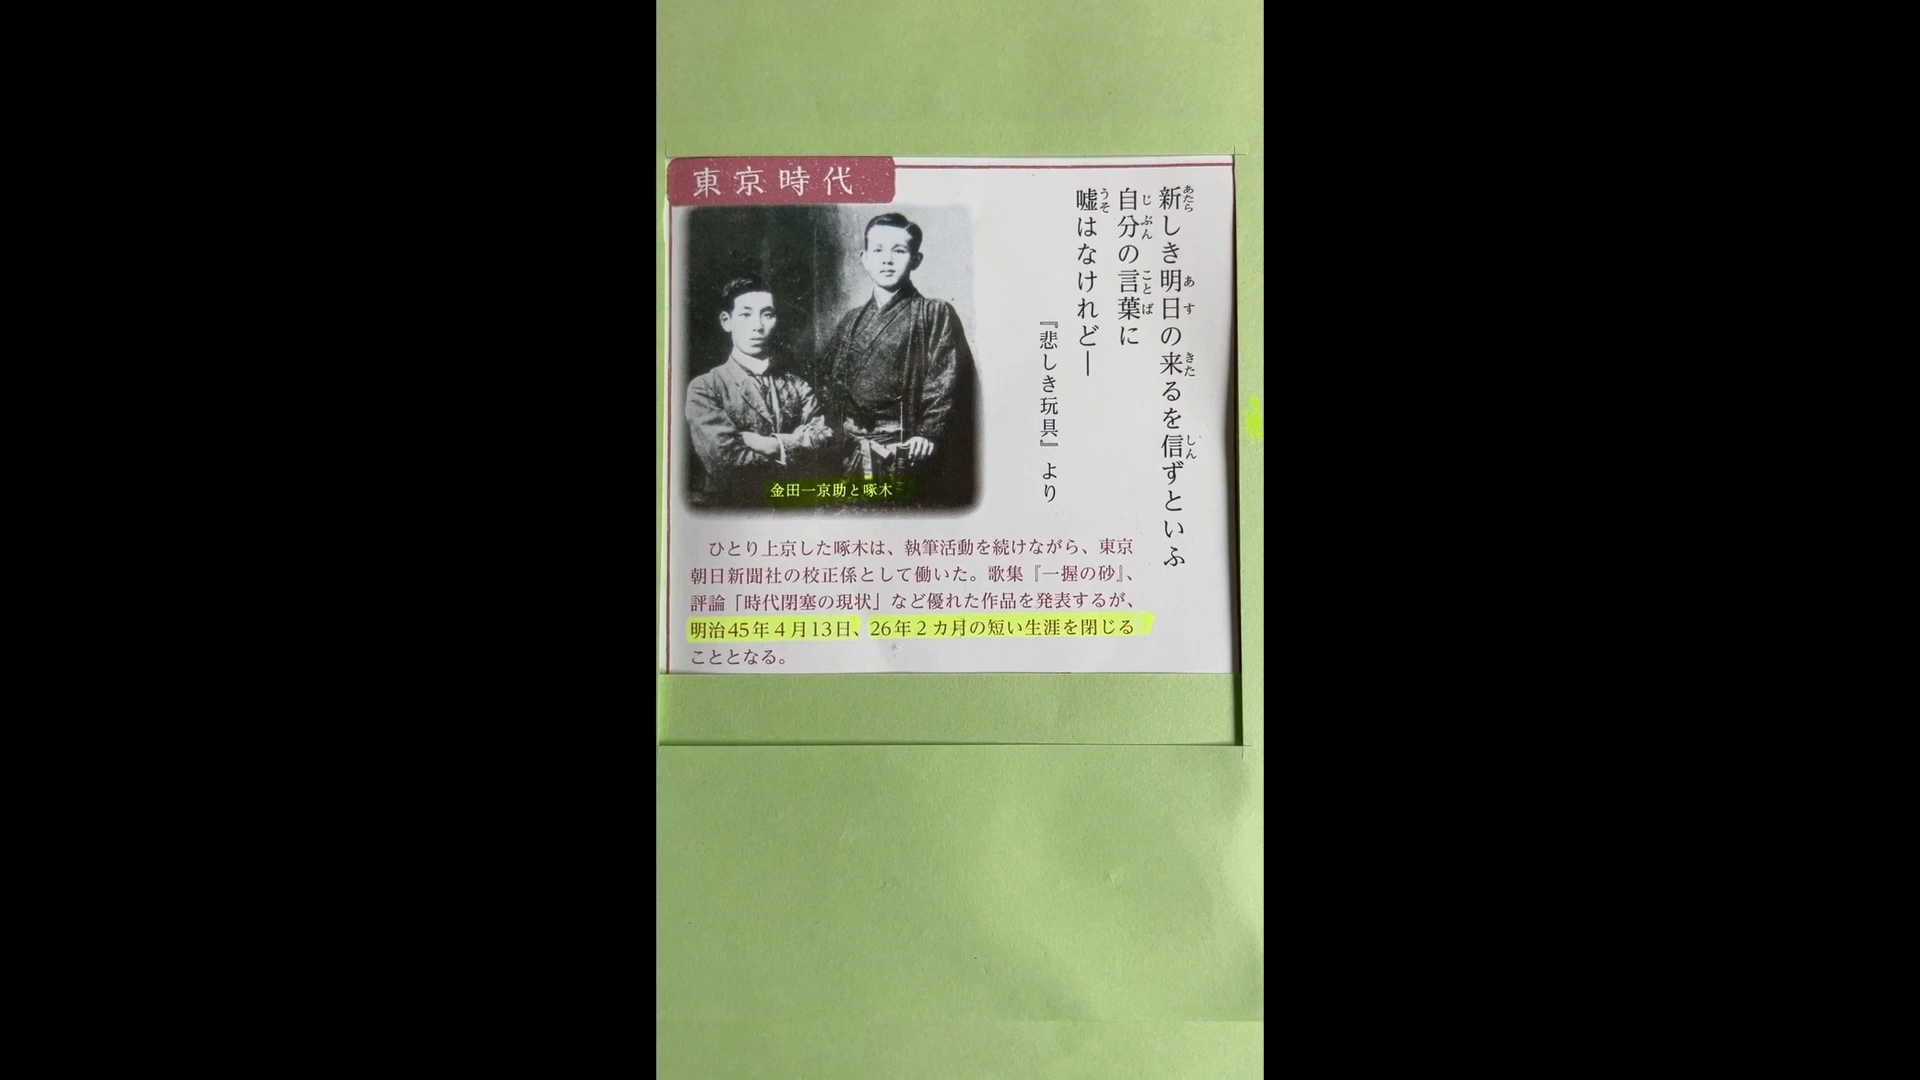 東京時代
新しき明日の来るを信ずといふ
自分の言葉に
嘘はなけれど―
『悲しき玩具』より
金田一京助と啄木
ひとり上京した啄木は、執筆活動を続けながら、東京
朝日新聞社の校正係として働いた。歌集『一握の砂』、
評論「時代閉塞の現状」など優れた作品を発表するが、
明治45年4月13日、26年2カ月の短い生涯を閉じる
こととなる。